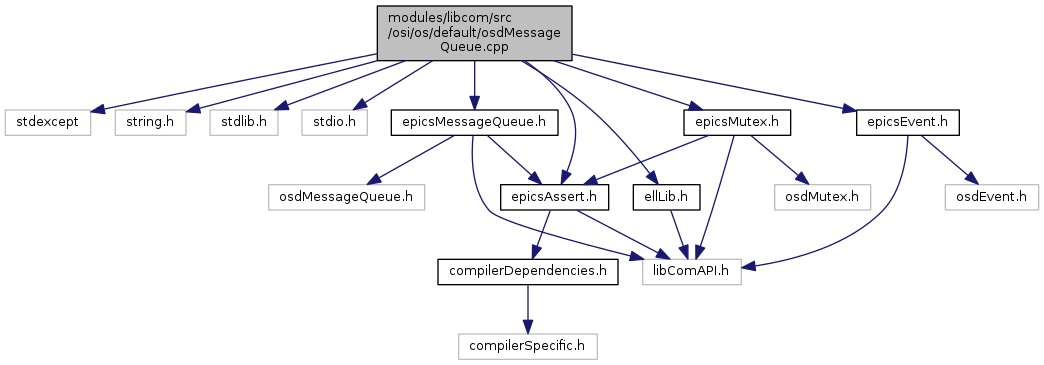 modules/libcom/src
/osi/os/default/osdMessage
Queue.cpp
stdexcept
string.h
stdlib.h
stdio.h
epicsMessageQueue.h
epicsMutex.h
epicsEvent.h
osdMessageQueue.h
epicsAssert.h
ellLib.h
osdMutex.h
osdEvent.h
compilerDependencies.h
libComAPI.h
compilerSpecific.h